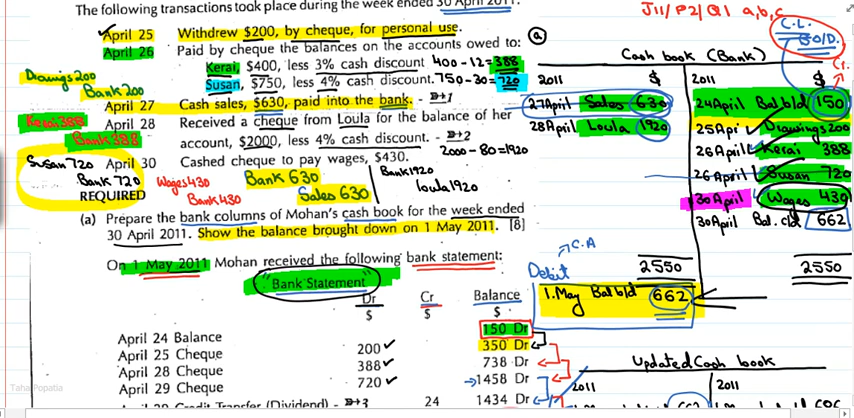 The following transactions took place during the week ended 30 April 2011.
J11/P2/Q1 a,b,c
April 25 Withdrew $200, by cheque, for personal use.
April 26 Paid by cheque the balances on the accounts owed to:
Kerai, $400, less 3% cash discount 400-12=388
Susan, $750, less 4% cash discount. 750-30=720
April 27 Cash sales, $630, paid into the bank.
April 28 Received a cheque from Loula for the balance of her
account, $2000, less 4% cash discount.
2000-80=1920
April 30 Cashed cheque to pay wages, $430.
Drawings 200
Bank 200
Kerai 388
Bank 388
Susan 720
Bank 720
Wages 430
Bank 430
Bank 630
Sales 630
Bank 1920
Loula 1920
REQUIRED
(a) Prepare the bank columns of Mohan's cash book for the week ended
30 April 2011. Show the balance brought down on 1 May 2011. [8]
On 1 May 2011 Mohan received the following bank statement:
Bank Statement
Dr Cr Balance
$ $ $
April 24 Balance 150 Dr
April 25 Cheque 200 350 Dr
April 28 Cheque 388 738 Dr
April 29 Cheque 720 1458 Dr
Credit Transfer (Dividend) 24 1434 Dr
a
C.L.
O/D.
Cash book (Bank)
2011 $ 2011 $
27 April Sales 630 24 April Bal b/d 150
28 April Loula 1920 25 Apr Drawings 200
26 April Kerai 388
26 April Susan 720
30 April Wages 430
30 April Bal. c/d 662
2550 2550
C.A
Debit
1. May Bal b/d 662
Updated Cash book
2011 2011
Taha Popatia